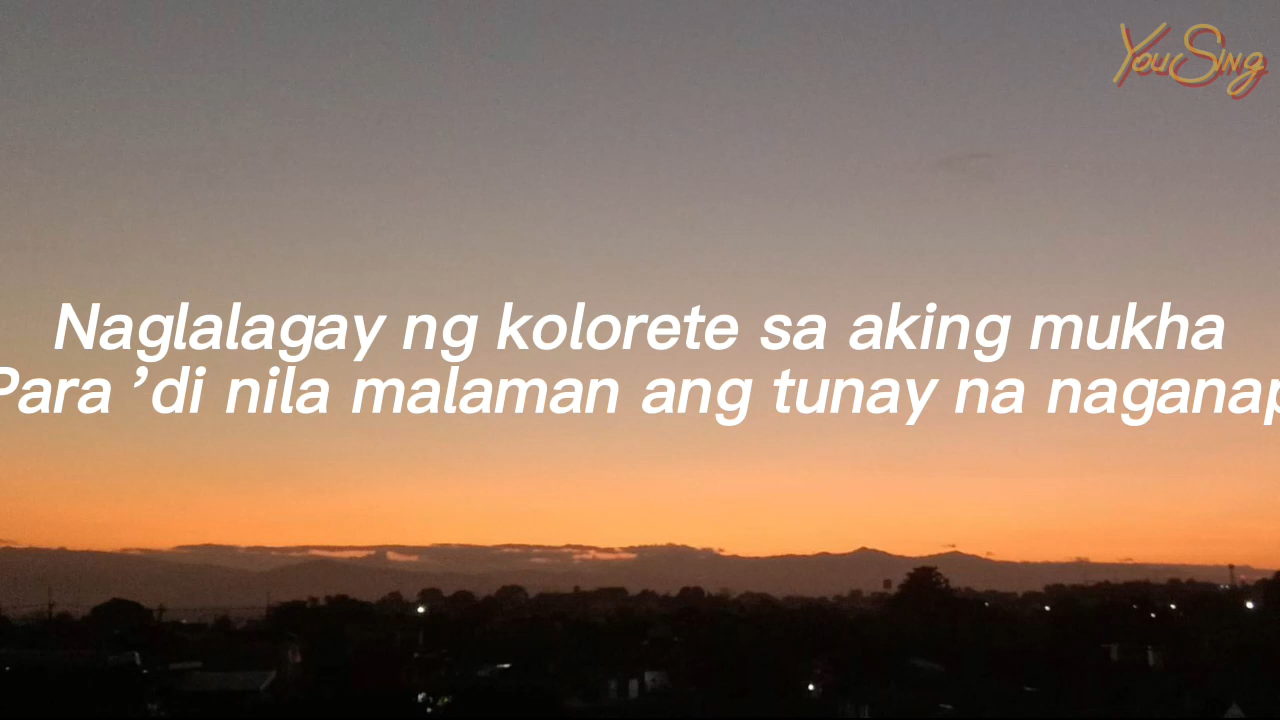 YouSing
Naglalagay ng kolorete sa aking mukha
Para ’di nila malaman ang tunay na naganap